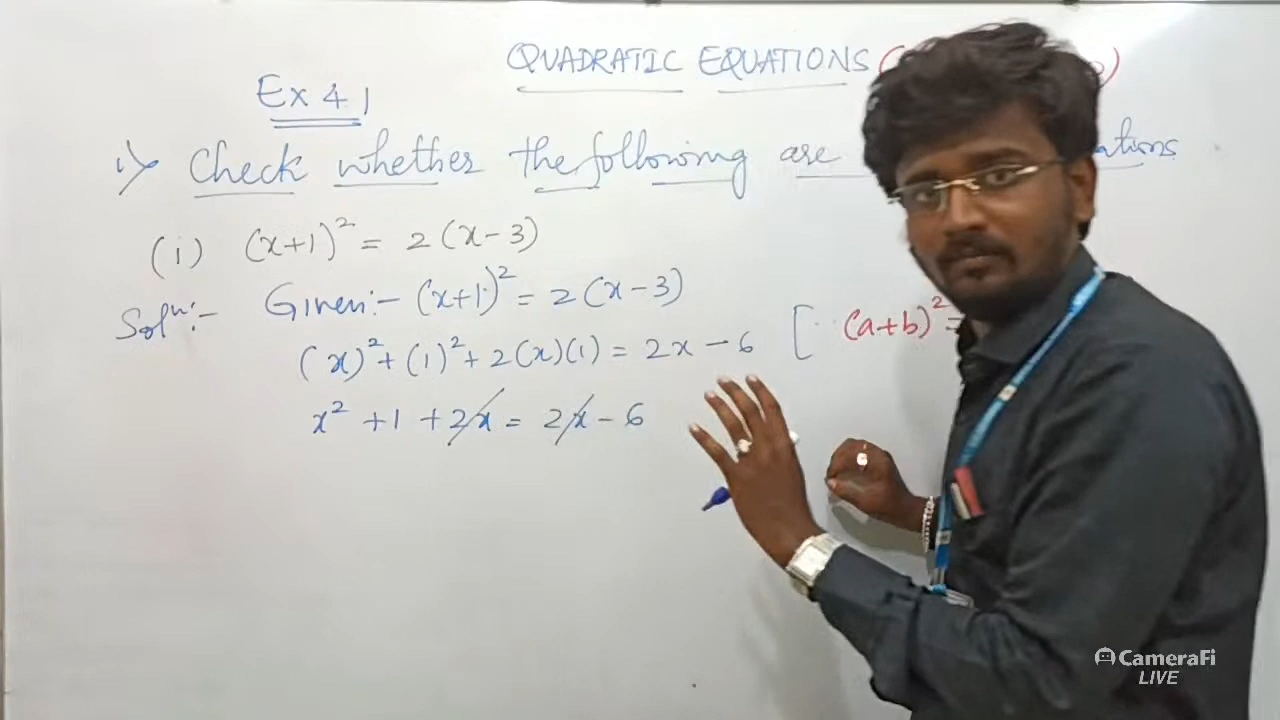 QUADRATIC EQUATIONS (
Ex 4.1
1) Check whether the following are
(i) (x+1)² = 2(x-3)
Solⁿ:- Given:- (x+1)² = 2(x-3)
(x)² + (1)² + 2(x)(1) = 2x - 6 [∵ (a+b)² =
x² + 1 + 2x = 2x - 6
CameraFi
LIVE